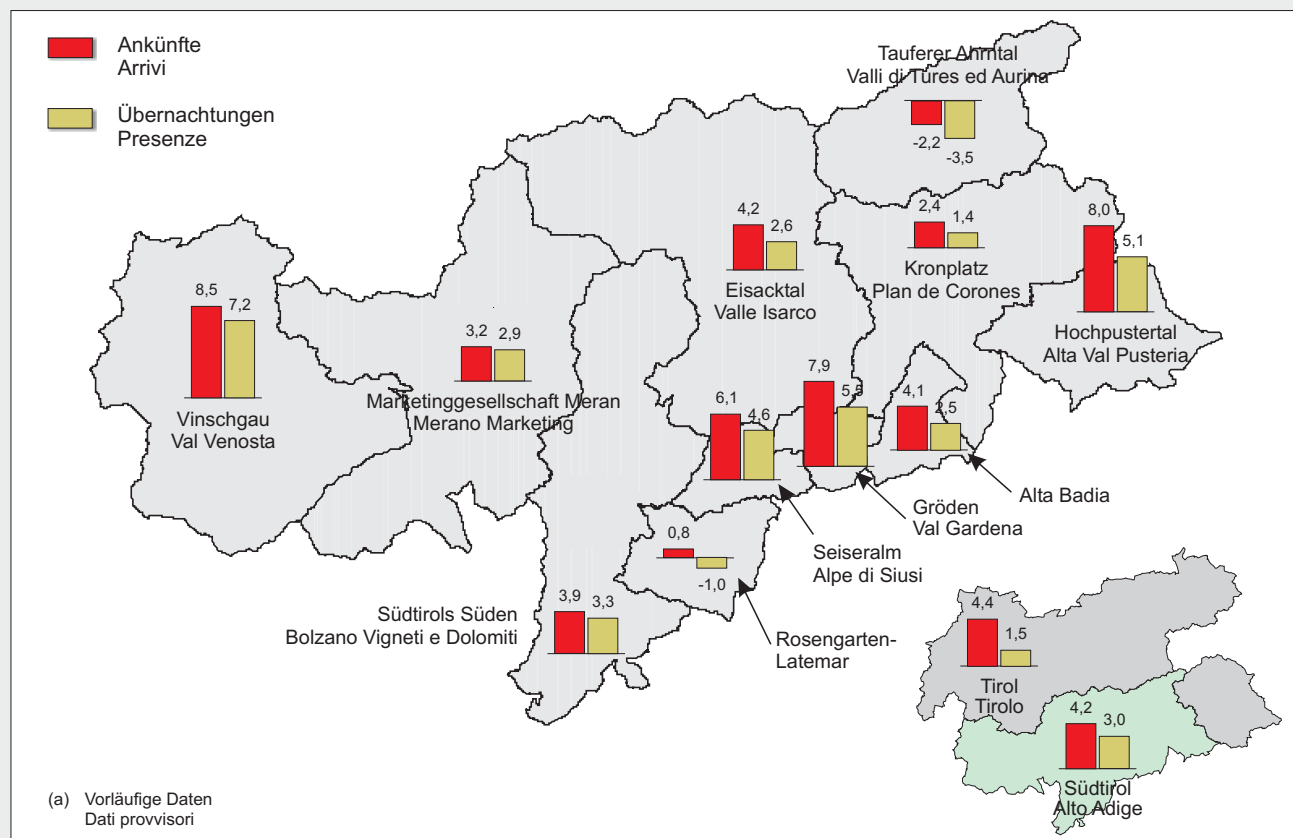 Ankünfte
Arrivi
Übernachtungen
Presenze
Tauferer Ahrntal
Valli di Tures ed Aurina
-2,2
-3,5
4,2
2,6
Eisacktal
Valle Isarco
2,4
1,4
Kronplatz
Plan de Corones
8,0
5,1
Hochpustertal
Alta Val Pusteria
8,5
7,2
Vinschgau
Val Venosta
3,2
2,9
Marketinggesellschaft Meran
Merano Marketing
6,1
4,6
7,9
5,5
4,1
2,5
Alta Badia
Gröden
Val Gardena
Seiseralm
Alpe di Siusi
0,8
-1,0
Rosengarten-
Latemar
Südtirols Süden
Bolzano Vigneti e Dolomiti
3,9
3,3
4,4
1,5
Tirol
Tirolo
4,2
3,0
Südtirol
Alto Adige
(a) Vorläufige Daten
Dati provvisori